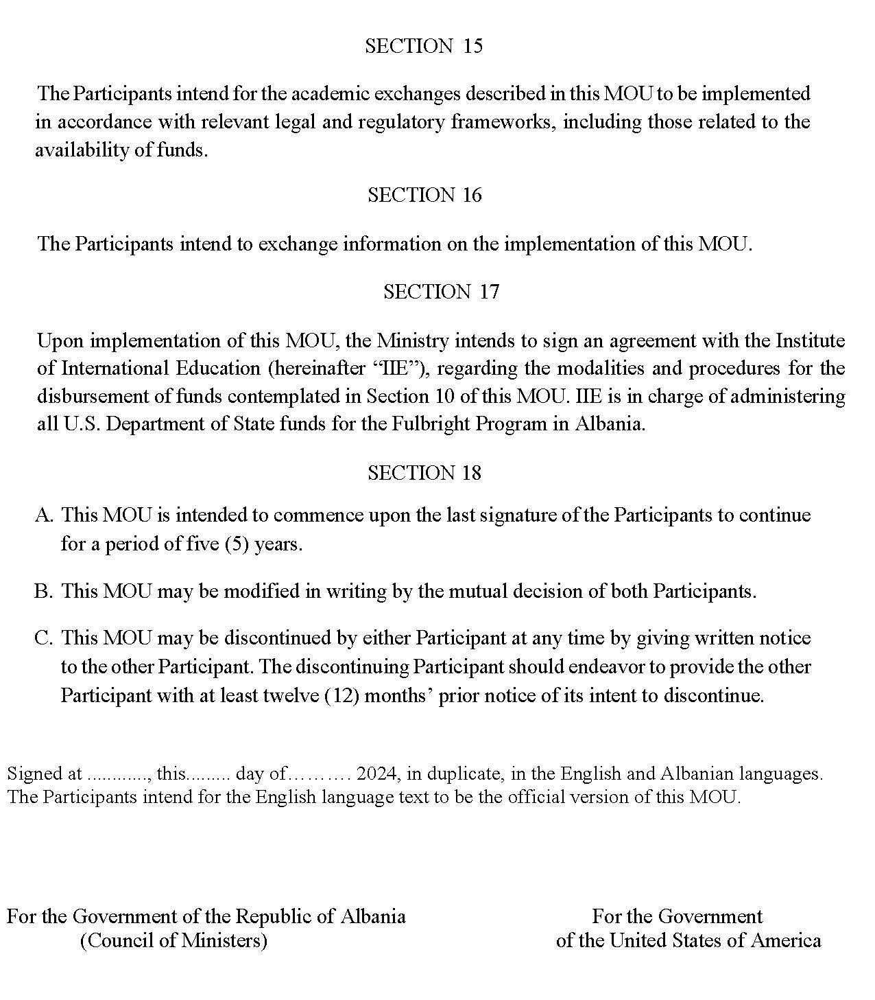 SECTION 15
The Participants intend for the academic exchanges described in this MOU to be implemented
in accordance with relevant legal and regulatory frameworks, including those related to the
availability of funds.
SECTION 16
The Participants intend to exchange information on the implementation of this MOU.
SECTION 17
Upon implementation of this MOU, the Ministry intends to sign an agreement with the Institute
of International Education (hereinafter “IIE”), regarding the modalities and procedures for the
disbursement of funds contemplated in Section 10 of this MOU. IIE is in charge of administering
all U.S. Department of State funds for the Fulbright Program in Albania.
SECTION 18
A. This MOU is intended to commence upon the last signature of the Participants to continue
for a period of five (5) years.
B. This MOU may be modified in writing by the mutual decision of both Participants.
C. This MOU may be discontinued by either Participant at any time by giving written notice
to the other Participant. The discontinuing Participant should endeavor to provide the other
Participant with at least twelve (12) months’ prior notice of its intent to discontinue.
Signed at ............, this......... day of………. 2024, in duplicate, in the English and Albanian languages.
The Participants intend for the English language text to be the official version of this MOU.
For the Government of the Republic of Albania
(Council of Ministers)
For the Government
of the United States of America